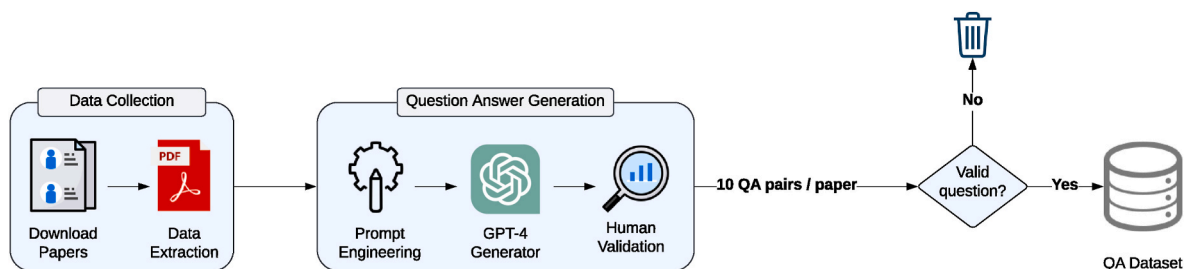 No
Data Collection
Question Answer Generation
PDF
10 QA pairs / paper
Valid
question?
Yes
Download
Papers
Data
Extraction
Prompt
Engineering
GPT-4
Generator
Human
Validation
QA Dataset